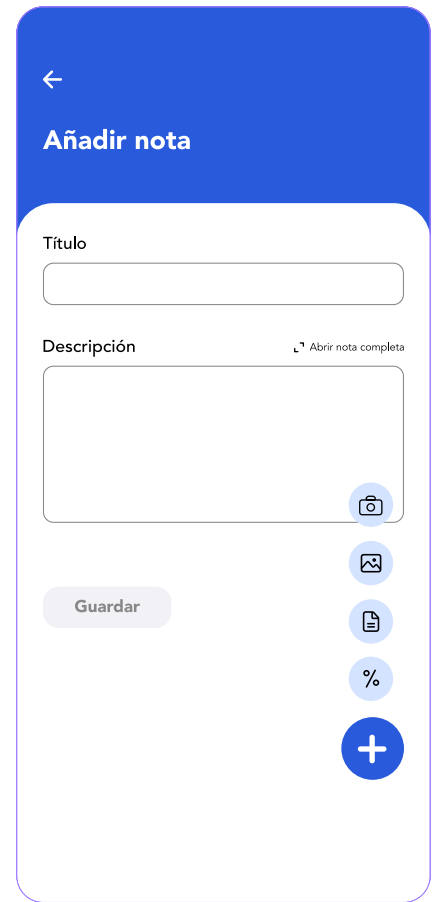 Añadir nota
Título
Descripción
Abrir nota completa
Guardar
%